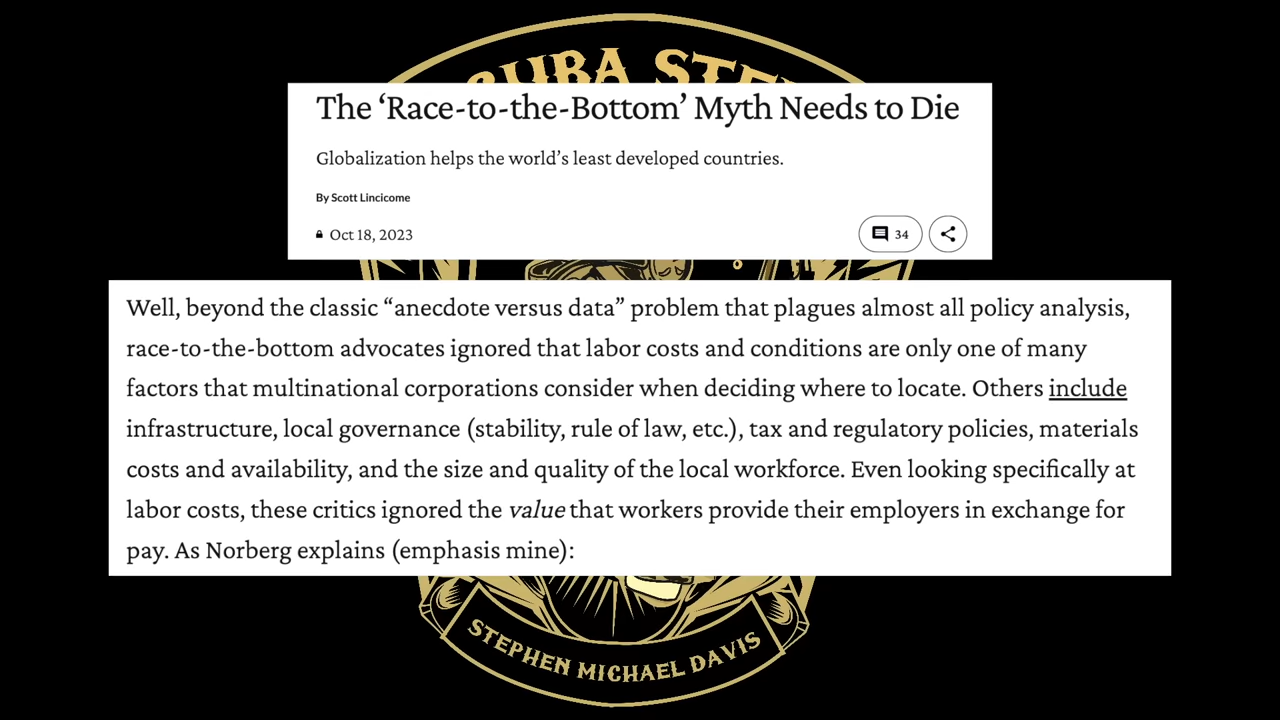 The ‘Race-to-the-Bottom’ Myth Needs to Die
Globalization helps the world’s least developed countries.
By Scott Lincicome
Oct 18, 2023
34
Well, beyond the classic “anecdote versus data” problem that plagues almost all policy analysis,
race-to-the-bottom advocates ignored that labor costs and conditions are only one of many
factors that multinational corporations consider when deciding where to locate. Others include
infrastructure, local governance (stability, rule of law, etc.), tax and regulatory policies, materials
costs and availability, and the size and quality of the local workforce. Even looking specifically at
labor costs, these critics ignored the value that workers provide their employers in exchange for
pay. As Norberg explains (emphasis mine):
STEPHEN MICHAEL DAVIS